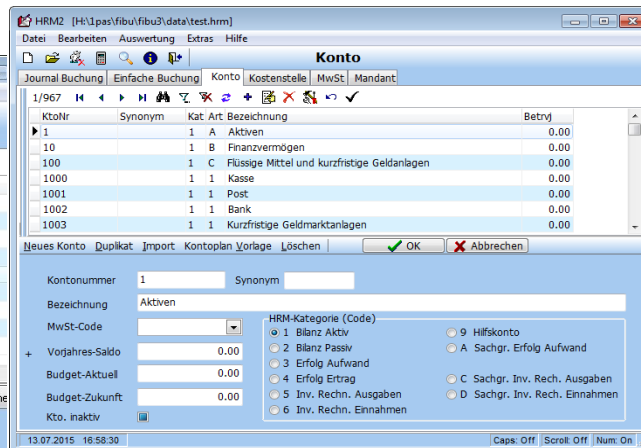 HRM2 [H:\1pas\fibu\fibu3\data\test.hrm]
Datei Bearbeiten Auswertung Extras Hilfe
Konto
Journal Buchung Einfache Buchung Konto Kostenstelle MwSt Mandant
1/967
KtoNr Synonym Kat Art Bezeichnung Betrvj
1 1 A Aktiven 0.00
10 1 B Finanzvermögen 0.00
100 1 C Flüssige Mittel und kurzfristige Geldanlagen 0.00
1000 1 1 Kasse 0.00
1001 1 1 Post 0.00
1002 1 1 Bank 0.00
1003 1 1 Kurzfristige Geldmarktanlagen 0.00
Neues Konto Duplikat Import Kontoplan Vorlage Löschen OK Abbrechen
Kontonummer 1 Synonym
Bezeichnung Aktiven
MwSt-Code
+ Vorjahres-Saldo 0.00
Budget-Aktuell 0.00
Budget-Zukunft 0.00
Kto. inaktiv
HRM-Kategorie (Code)
1 Bilanz Aktiv
2 Bilanz Passiv
3 Erfolg Aufwand
4 Erfolg Ertrag
5 Inv. Rechn. Ausgaben
6 Inv. Rechn. Einnahmen
9 Hilfskonto
A Sachgr. Erfolg Aufwand
C Sachgr. Inv. Rech. Ausgaben
D Sachgr. Inv. Rech. Einnahmen
13.07.2015 16:58:30 Caps: Off Scroll: Off Num: On